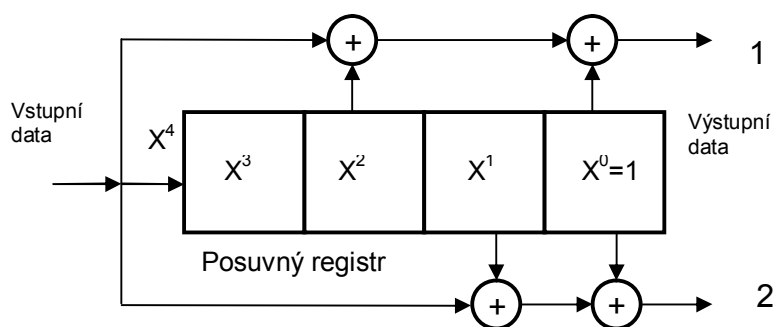 +
+
1
Vstupní
data
X⁴
X³ X² X¹ X⁰=1
Výstupní
data
Posuvný registr
+
+
2